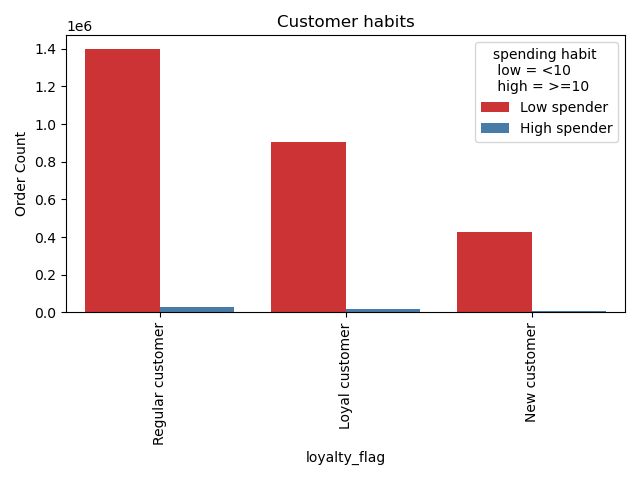 Customer habits
1e6
spending habit
low = <10
high = >=10
Low spender
High spender
Order Count
1.4
1.2
1.0
0.8
0.6
0.4
0.2
0.0
Regular customer
Loyal customer
New customer
loyalty_flag